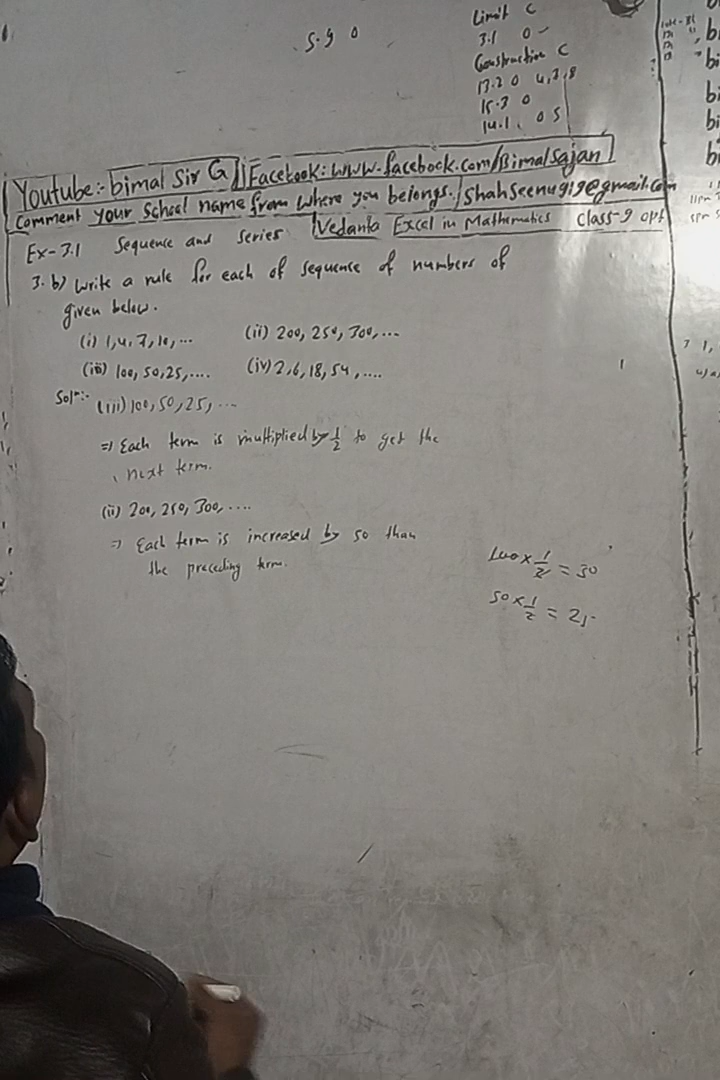 5.9 0
Limit C
3.1 0
Construction C
13.2 0 4,7,8
15.3 0
14.1, 0 5
Youtube:- bimal Sir G Facebook: www.facebook.com/Bimalsajan
Comment your School name from where you belongs.
Ex-3.1 Sequence and series Vedanta Excel in Mathematics class-9 opt
3. b) Write a rule for each of sequence of numbers of
given below.
(i) 1,4,7,10,... (ii) 200, 250, 300,...
(iii) 100, 50,25,.... (iv) 2,6,18,54,....
Solⁿ:- (iii) 100,50,25,...
⇒ Each term is multiplied by 1/2 to get the
next term.
(ii) 200, 250, 300,....
⇒ Each term is increased by 50 than
the preceding term.
100 × 1/2 = 50
50 × 1/2 = 25